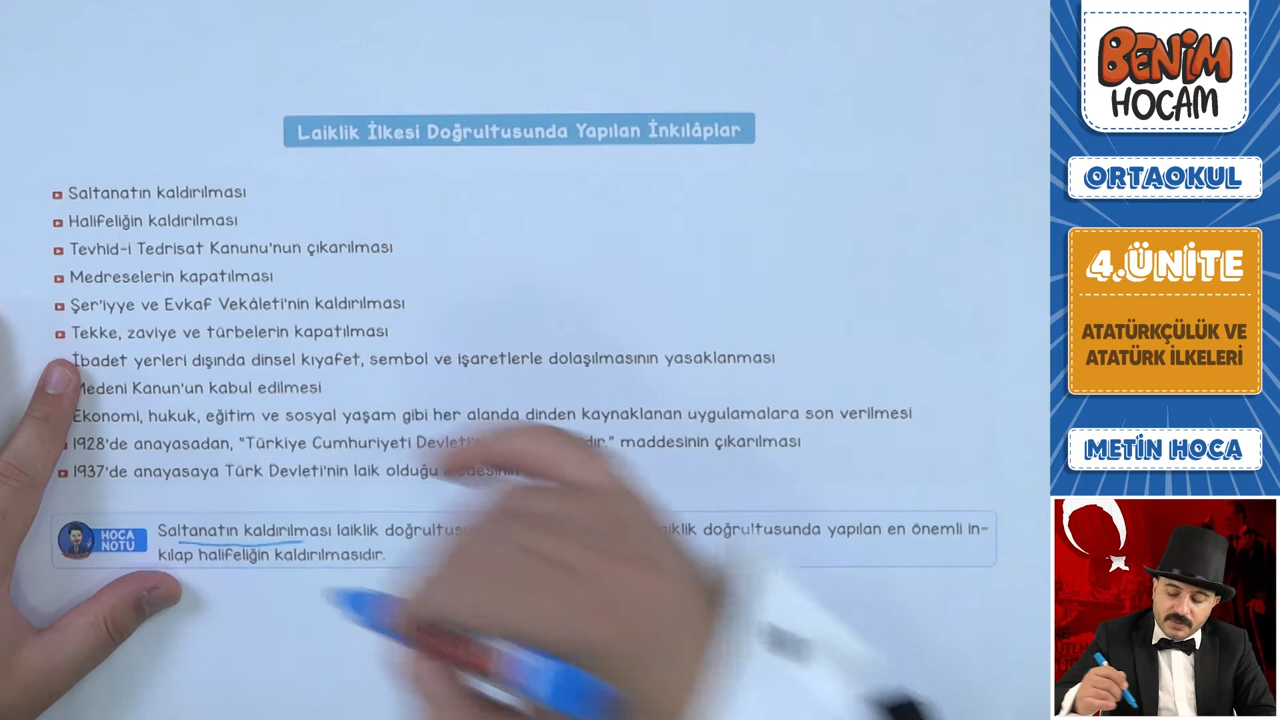 Laiklik İlkesi Doğrultusunda Yapılan İnkılâplar
Saltanatın kaldırılması
Halifeliğin kaldırılması
Tevhid-i Tedrisat Kanunu'nun çıkarılması
Medreselerin kapatılması
Şer'iyye ve Evkaf Vekâleti'nin kaldırılması
Tekke, zaviye ve türbelerin kapatılması
İbadet yerleri dışında dinsel kıyafet, sembol ve işaretlerle dolaşılmasının yasaklanması
Medeni Kanun'un kabul edilmesi
Ekonomi, hukuk, eğitim ve sosyal yaşam gibi her alanda dinden kaynaklanan uygulamalara son verilmesi
1928'de anayasadan, "Türkiye Cumhuriyeti maddesinin çıkarılması
1937'de anayasaya Türk Devleti'nin laik olduğu
HOCA
NOTU
Saltanatın kaldırılması laiklik doğrultusunda yapılan en önemli in-
kılap halifeliğin kaldırılmasıdır.
BENİM
HOCAM
ORTAOKUL
4.ÜNİTE
ATATÜRKÇÜLÜK VE
ATATÜRK İLKELERİ
METİN HOCA